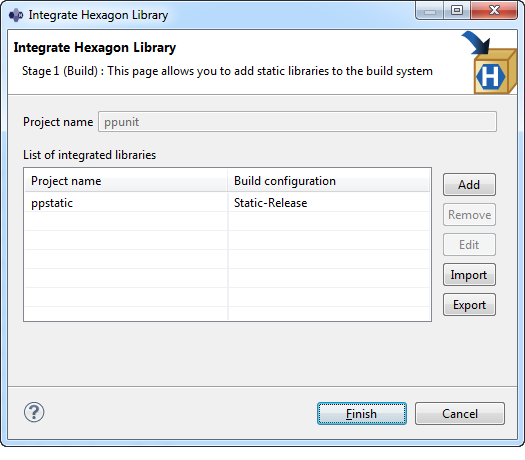 Integrate Hexagon Library
Integrate Hexagon Library
Stage 1 (Build) : This page allows you to add static libraries to the build system
H
Project name ppunit
List of integrated libraries
Project name Build configuration
ppstatic Static-Release
Add
Remove
Edit
Import
Export
?
Finish Cancel